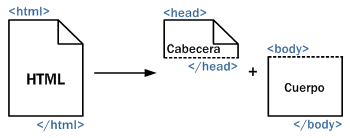 <html>
HTML
</html>
<head>
Cabecera
</head>
+
<body>
Cuerpo
</body>